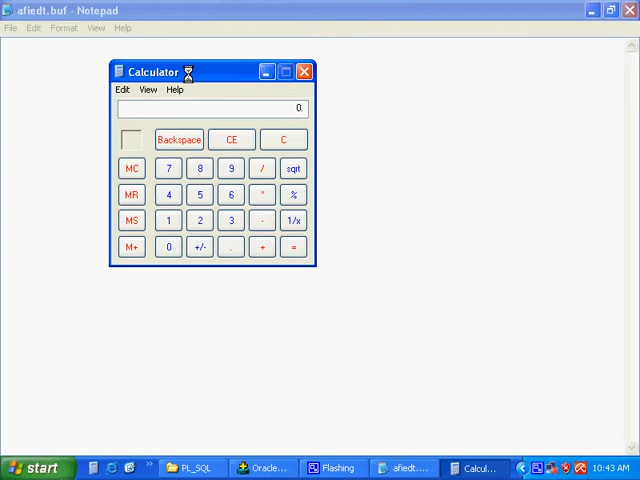 afiedt.buf - Notepad
File Edit Format View Help
Calculator
Edit View Help
0.
Backspace CE C
MC 7 8 9 / sqrt
MR 4 5 6 * %
MS 1 2 3 - 1/x
M+ 0 +/- . + =
start PL_SQL Oracle... Flashing afiedt.... Calcul... 10:43 AM